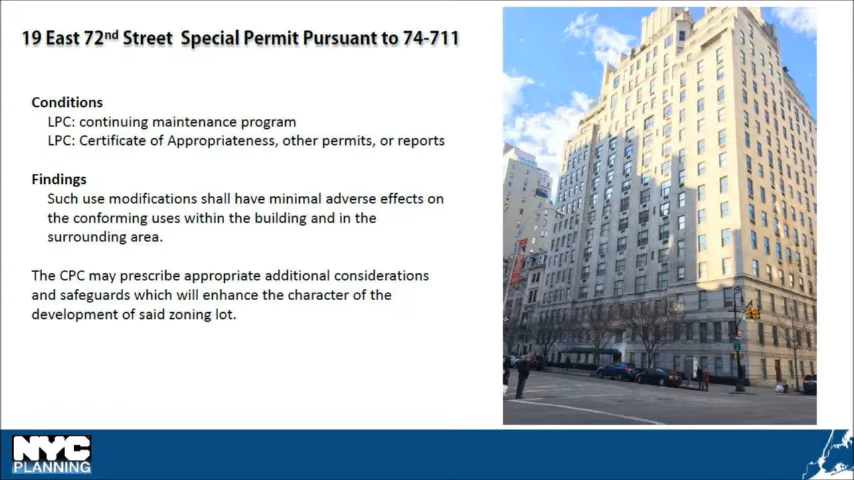 19 East 72nd Street Special Permit Pursuant to 74-711
Conditions
LPC: continuing maintenance program
LPC: Certificate of Appropriateness, other permits, or reports
Findings
Such use modifications shall have minimal adverse effects on
the conforming uses within the building and in the
surrounding area.
The CPC may prescribe appropriate additional considerations
and safeguards which will enhance the character of the
development of said zoning lot.
NYC
PLANNING